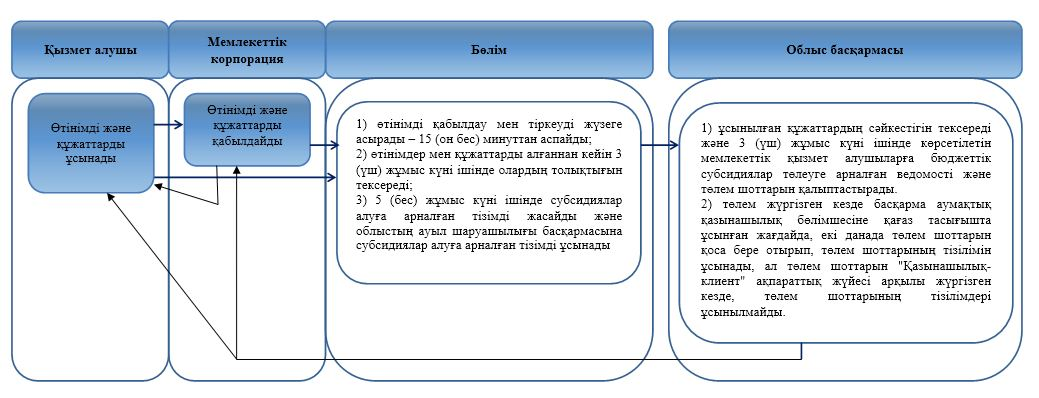 Қызмет алушы
Мемлекеттік
корпорация
Бөлім
Облыс басқармасы
Өтінімді және
құжаттарды
ұсынады
Өтінімді және
құжаттарды
қабылдайды
1) өтінімді қабылдау мен тіркеуді жүзеге
асырады – 15 (он бес) минуттан аспайды;
2) өтінімдер мен құжаттарды алғаннан кейін 3
(үш) жұмыс күні ішінде олардың толықтығын
тексереді;
3) 5 (бес) жұмыс күні ішінде субсидиялар
алуға арналған тізімді жасайды және
облыстың ауыл шаруашылығы басқармасына
субсидиялар алуға арналған тізімді ұсынады
1) ұсынылған құжаттардың сәйкестігін тексереді
және 3 (үш) жұмыс күні ішінде көрсетілетін
мемлекеттік қызмет алушыларға бюджеттік
субсидиялар төлеуге арналған ведомості және
төлем шоттарын қалыптастырады.
2) төлем жүргізген кезде басқарма аумақтық
қазынашылық бөлімшесіне қағаз тасығышта
ұсынған жағдайда, екі данада төлем шоттарын
қоса бере отырып, төлем шоттарының тізілімін
ұсынады, ал төлем шоттарын "Қазынашылық-
клиент" ақпараттық жүйесі арқылы жүргізген
кезде, төлем шоттарының тізілімдері
ұсынылмайды.